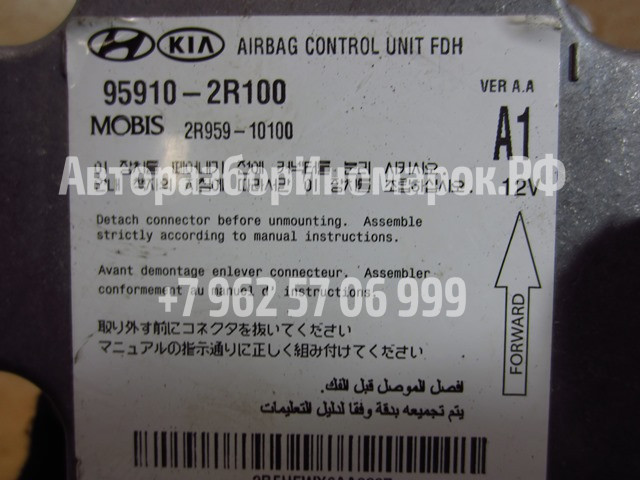 HYUNDAI KIA AIRBAG CONTROL UNIT FDH
95910-2R100 VER A.A
MOBIS 2R959-10100 A1
АвторазборИномарок.РФ
12V
Detach connector before unmounting. Assemble
strictly according to manual instructions.
Avant demontage enlever connecteur. Assembler
conformement au manuel d' instructions.
+7 962 57 06 999
FORWARD
取り外す前にコネクタを抜いてください
マニュアルの指示通りに正しく組み付けてください
افصل الموصل قبل الفك.
يتم تجميعه بدقة وفقا لدليل التعليمات